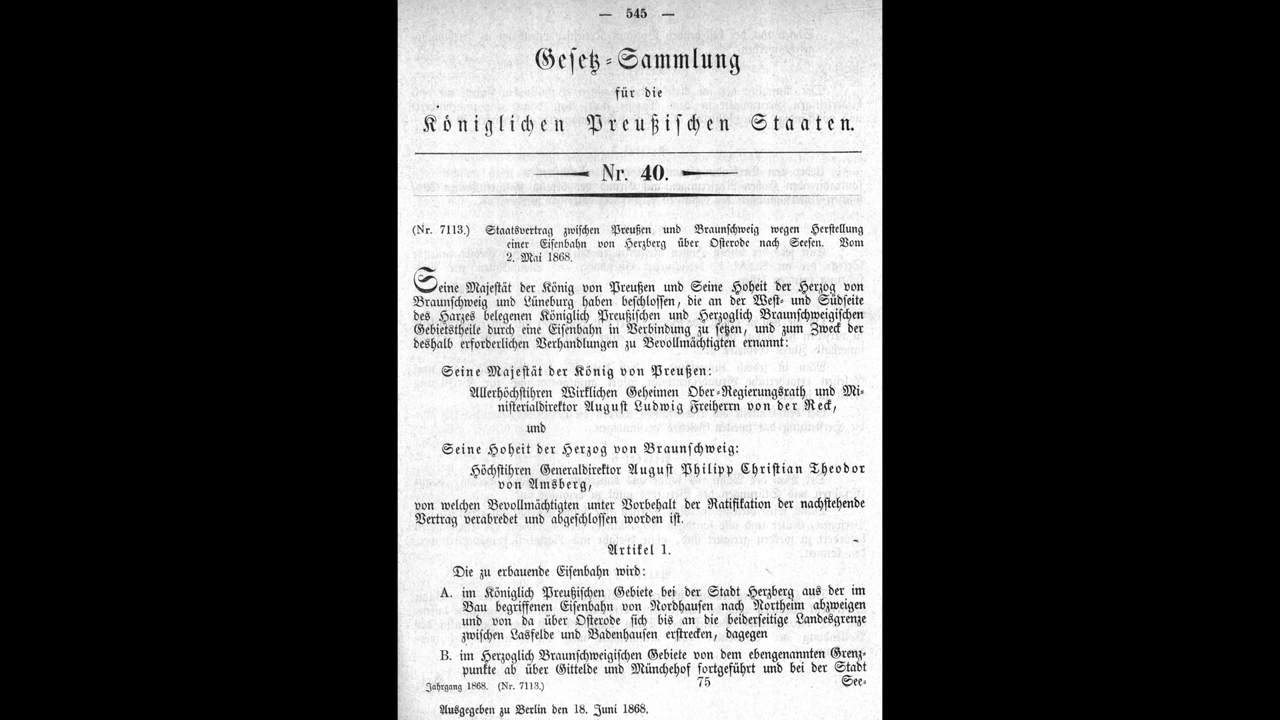 — 545 —
Gesetz-Sammlung
für die
Königlichen Preußischen Staaten.
Nr. 40.
(Nr. 7113.) Staatsvertrag zwischen Preußen und Braunschweig wegen Herstellung
einer Eisenbahn von Herzberg über Osterode nach Seesen. Vom
2. Mai 1868.
Seine Majestät der König von Preußen und Seine Hoheit der Herzog von
Braunschweig und Lüneburg haben beschlossen, die an der West- und Südseite
des Harzes belegenen Königlich Preußischen und Herzoglich Braunschweigischen
Gebietstheile durch eine Eisenbahn in Verbindung zu setzen, und zum Zweck der
deshalb erforderlichen Verhandlungen zu Bevollmächtigten ernannt:
Seine Majestät der König von Preußen:
Allerhöchstihren Wirklichen Geheimen Ober-Regierungsrath und Mi-
nisterialdirektor August Ludwig Freiherrn von der Reck,
und
Seine Hoheit der Herzog von Braunschweig:
Höchstihren Generaldirektor August Philipp Christian Theodor
von Amsberg,
von welchen Bevollmächtigten unter Vorbehalt der Ratifikation der nachstehende
Vertrag verabredet und abgeschlossen worden ist.
Artikel 1.
Die zu erbauende Eisenbahn wird:
A. im Königlich Preußischen Gebiete bei der Stadt Herzberg aus der im
Bau begriffenen Eisenbahn von Nordhausen nach Northeim abzweigen
und von da über Osterode sich bis an die beiderseitige Landesgrenze
zwischen Lasfelde und Badenhausen erstrecken, dagegen
B. im Herzoglich Braunschweigischen Gebiete von dem ebengenannten Grenz-
punkte ab über Gittelde und Münchehof fortgeführt und bei der Stadt
Jahrgang 1868. (Nr. 7113.) 75 See-
Ausgegeben zu Berlin den 18. Juni 1868.